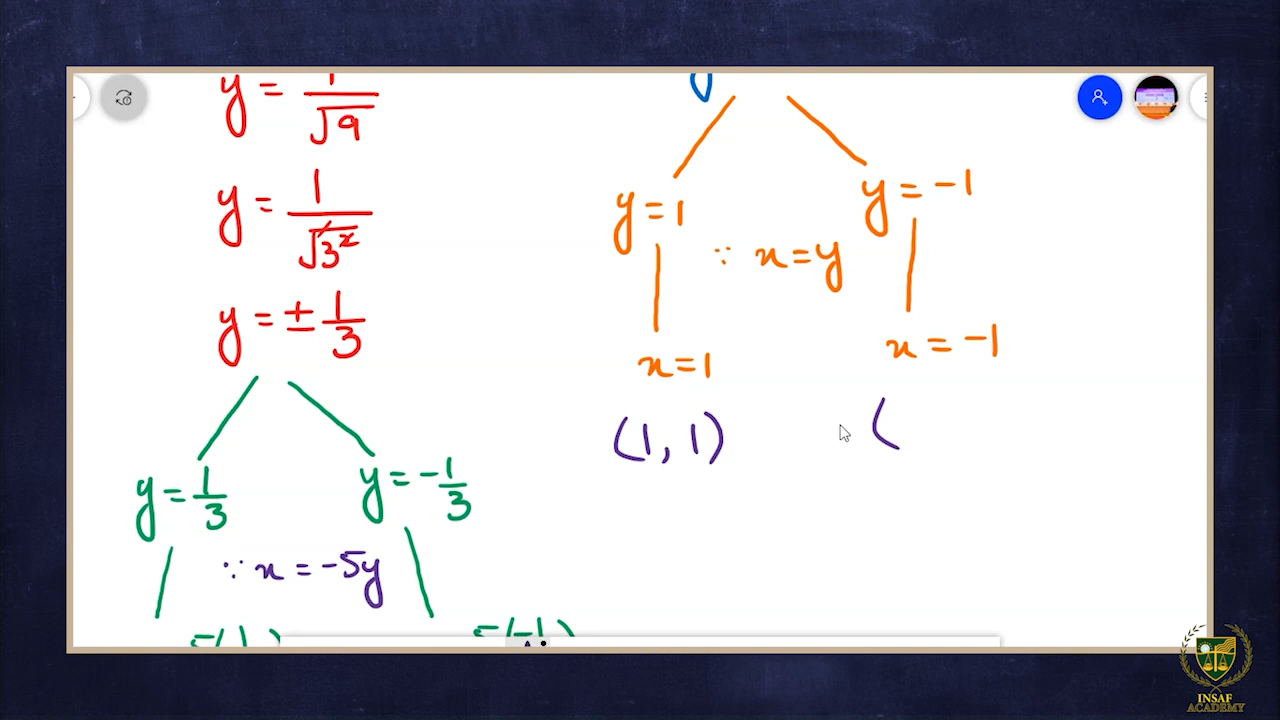 y = 1/√9
y = 1/√3²
y = ± 1/3
y = 1/3
y = -1/3
∵ x = -5y
y = 1
y = -1
∵ x = y
x = 1
x = -1
(1, 1)
(
INSAF
ACADEMY